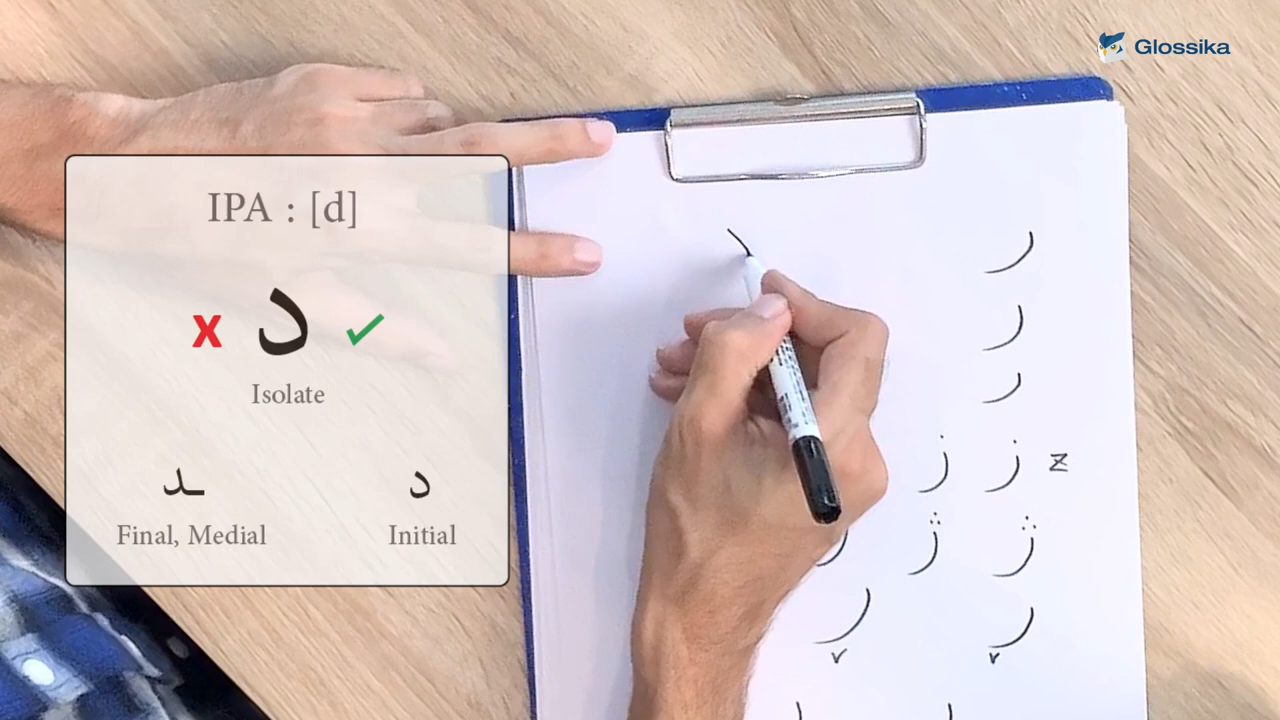 Glossika
IPA : [d]
x د ✓
Isolate
ـد د
Final, Medial Initial
ر
ر
ر
z ز ز
ژ ژ
ڕ ڕ